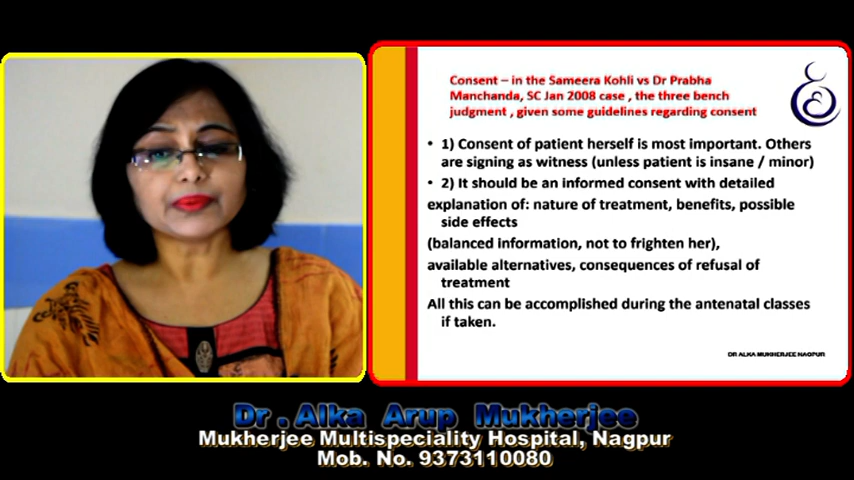 Consent – in the Sameera Kohli vs Dr Prabha
Manchanda, SC Jan 2008 case , the three bench
judgment , given some guidelines regarding consent
• 1) Consent of patient herself is most important. Others
are signing as witness (unless patient is insane / minor)
• 2) It should be an informed consent with detailed
explanation of: nature of treatment, benefits, possible
side effects
(balanced information, not to frighten her),
available alternatives, consequences of refusal of
treatment
All this can be accomplished during the antenatal classes
if taken.
DR ALKA MUKHERJEE NAGPUR
Dr . Alka Arup Mukherjee
Mukherjee Multispeciality Hospital, Nagpur
Mob. No. 9373110080